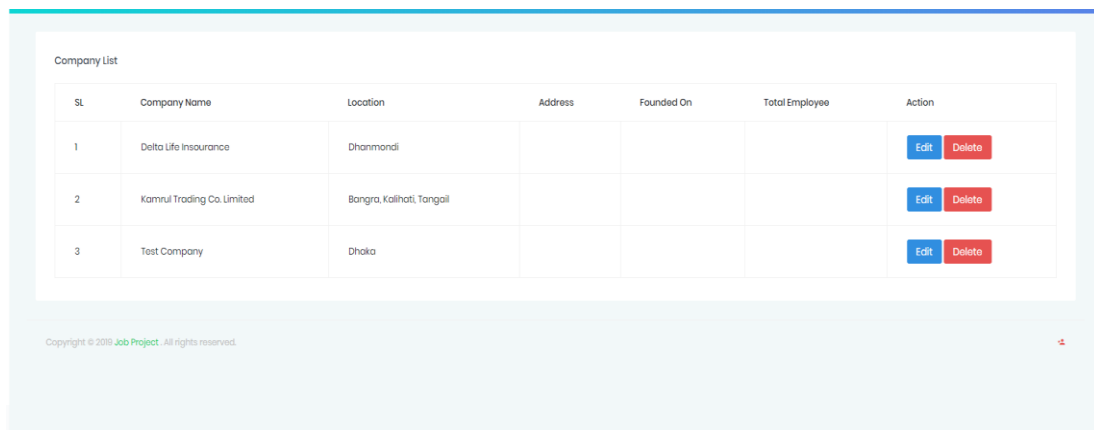 Company List
SL Company Name Location Address Founded On Total Employee Action
1 Delta Life Insourance Dhanmondi Edit Delete
2 Kamrul Trading Co. Limited Bangra, Kalihati, Tangail Edit Delete
3 Test Company Dhaka Edit Delete
Copyright © 2019 Job Project . All rights reserved.